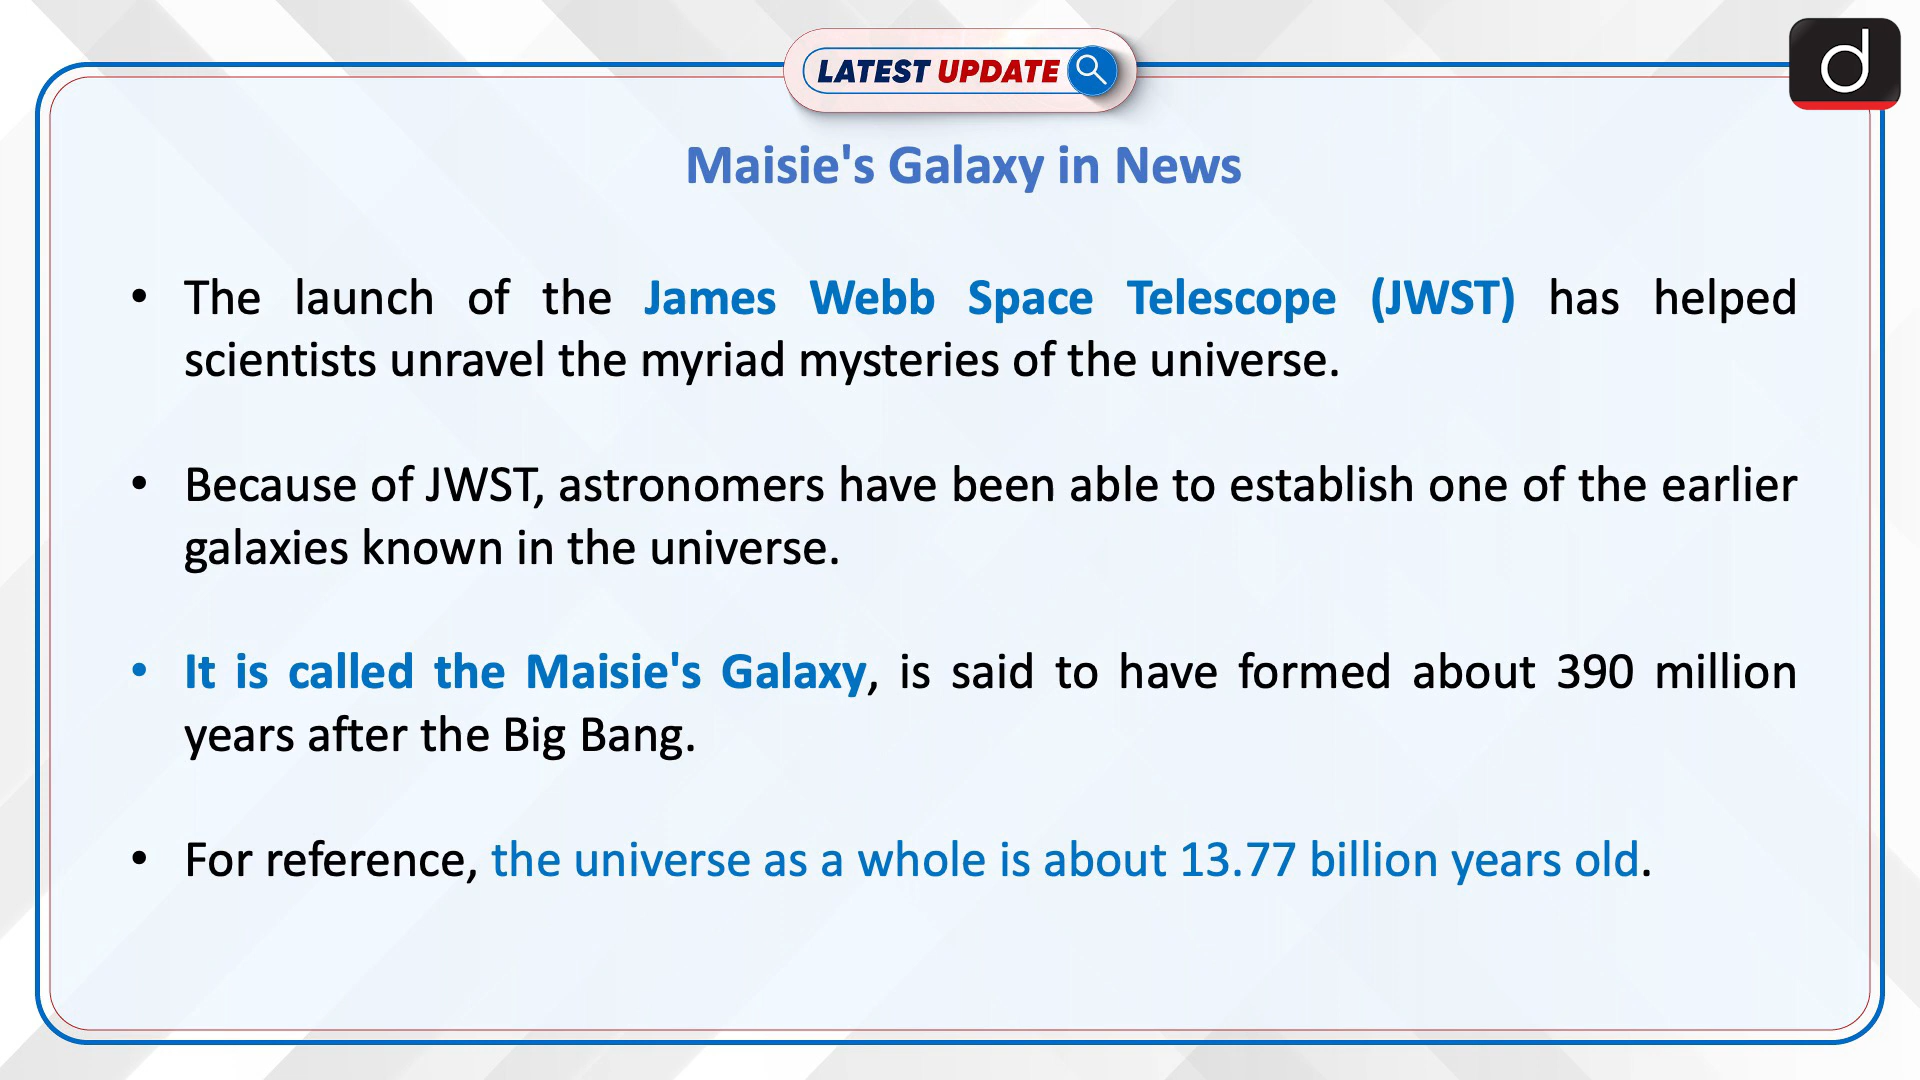 LATEST UPDATE
d
Maisie's Galaxy in News
• The launch of the James Webb Space Telescope (JWST) has helped
scientists unravel the myriad mysteries of the universe.
• Because of JWST, astronomers have been able to establish one of the earlier
galaxies known in the universe.
• It is called the Maisie's Galaxy, is said to have formed about 390 million
years after the Big Bang.
• For reference, the universe as a whole is about 13.77 billion years old.